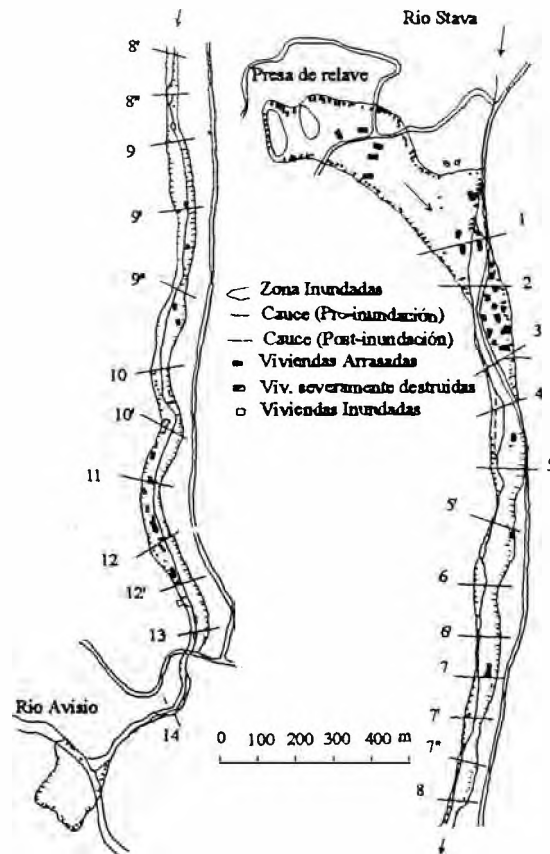 Río Stava
Presa de relave
8'
8"
9
9'
9"
10
10'
11
12
12'
13
14
Río Avisio
Zona Inundadas
Cauce (Pre-inundación)
Cauce (Post-inundación)
Viviendas Arrasadas
Viv. severamente destruidas
Viviendas Inundadas
1
2
3
4
5
5'
6
6'
7
7'
7"
8
0 100 200 300 400 m